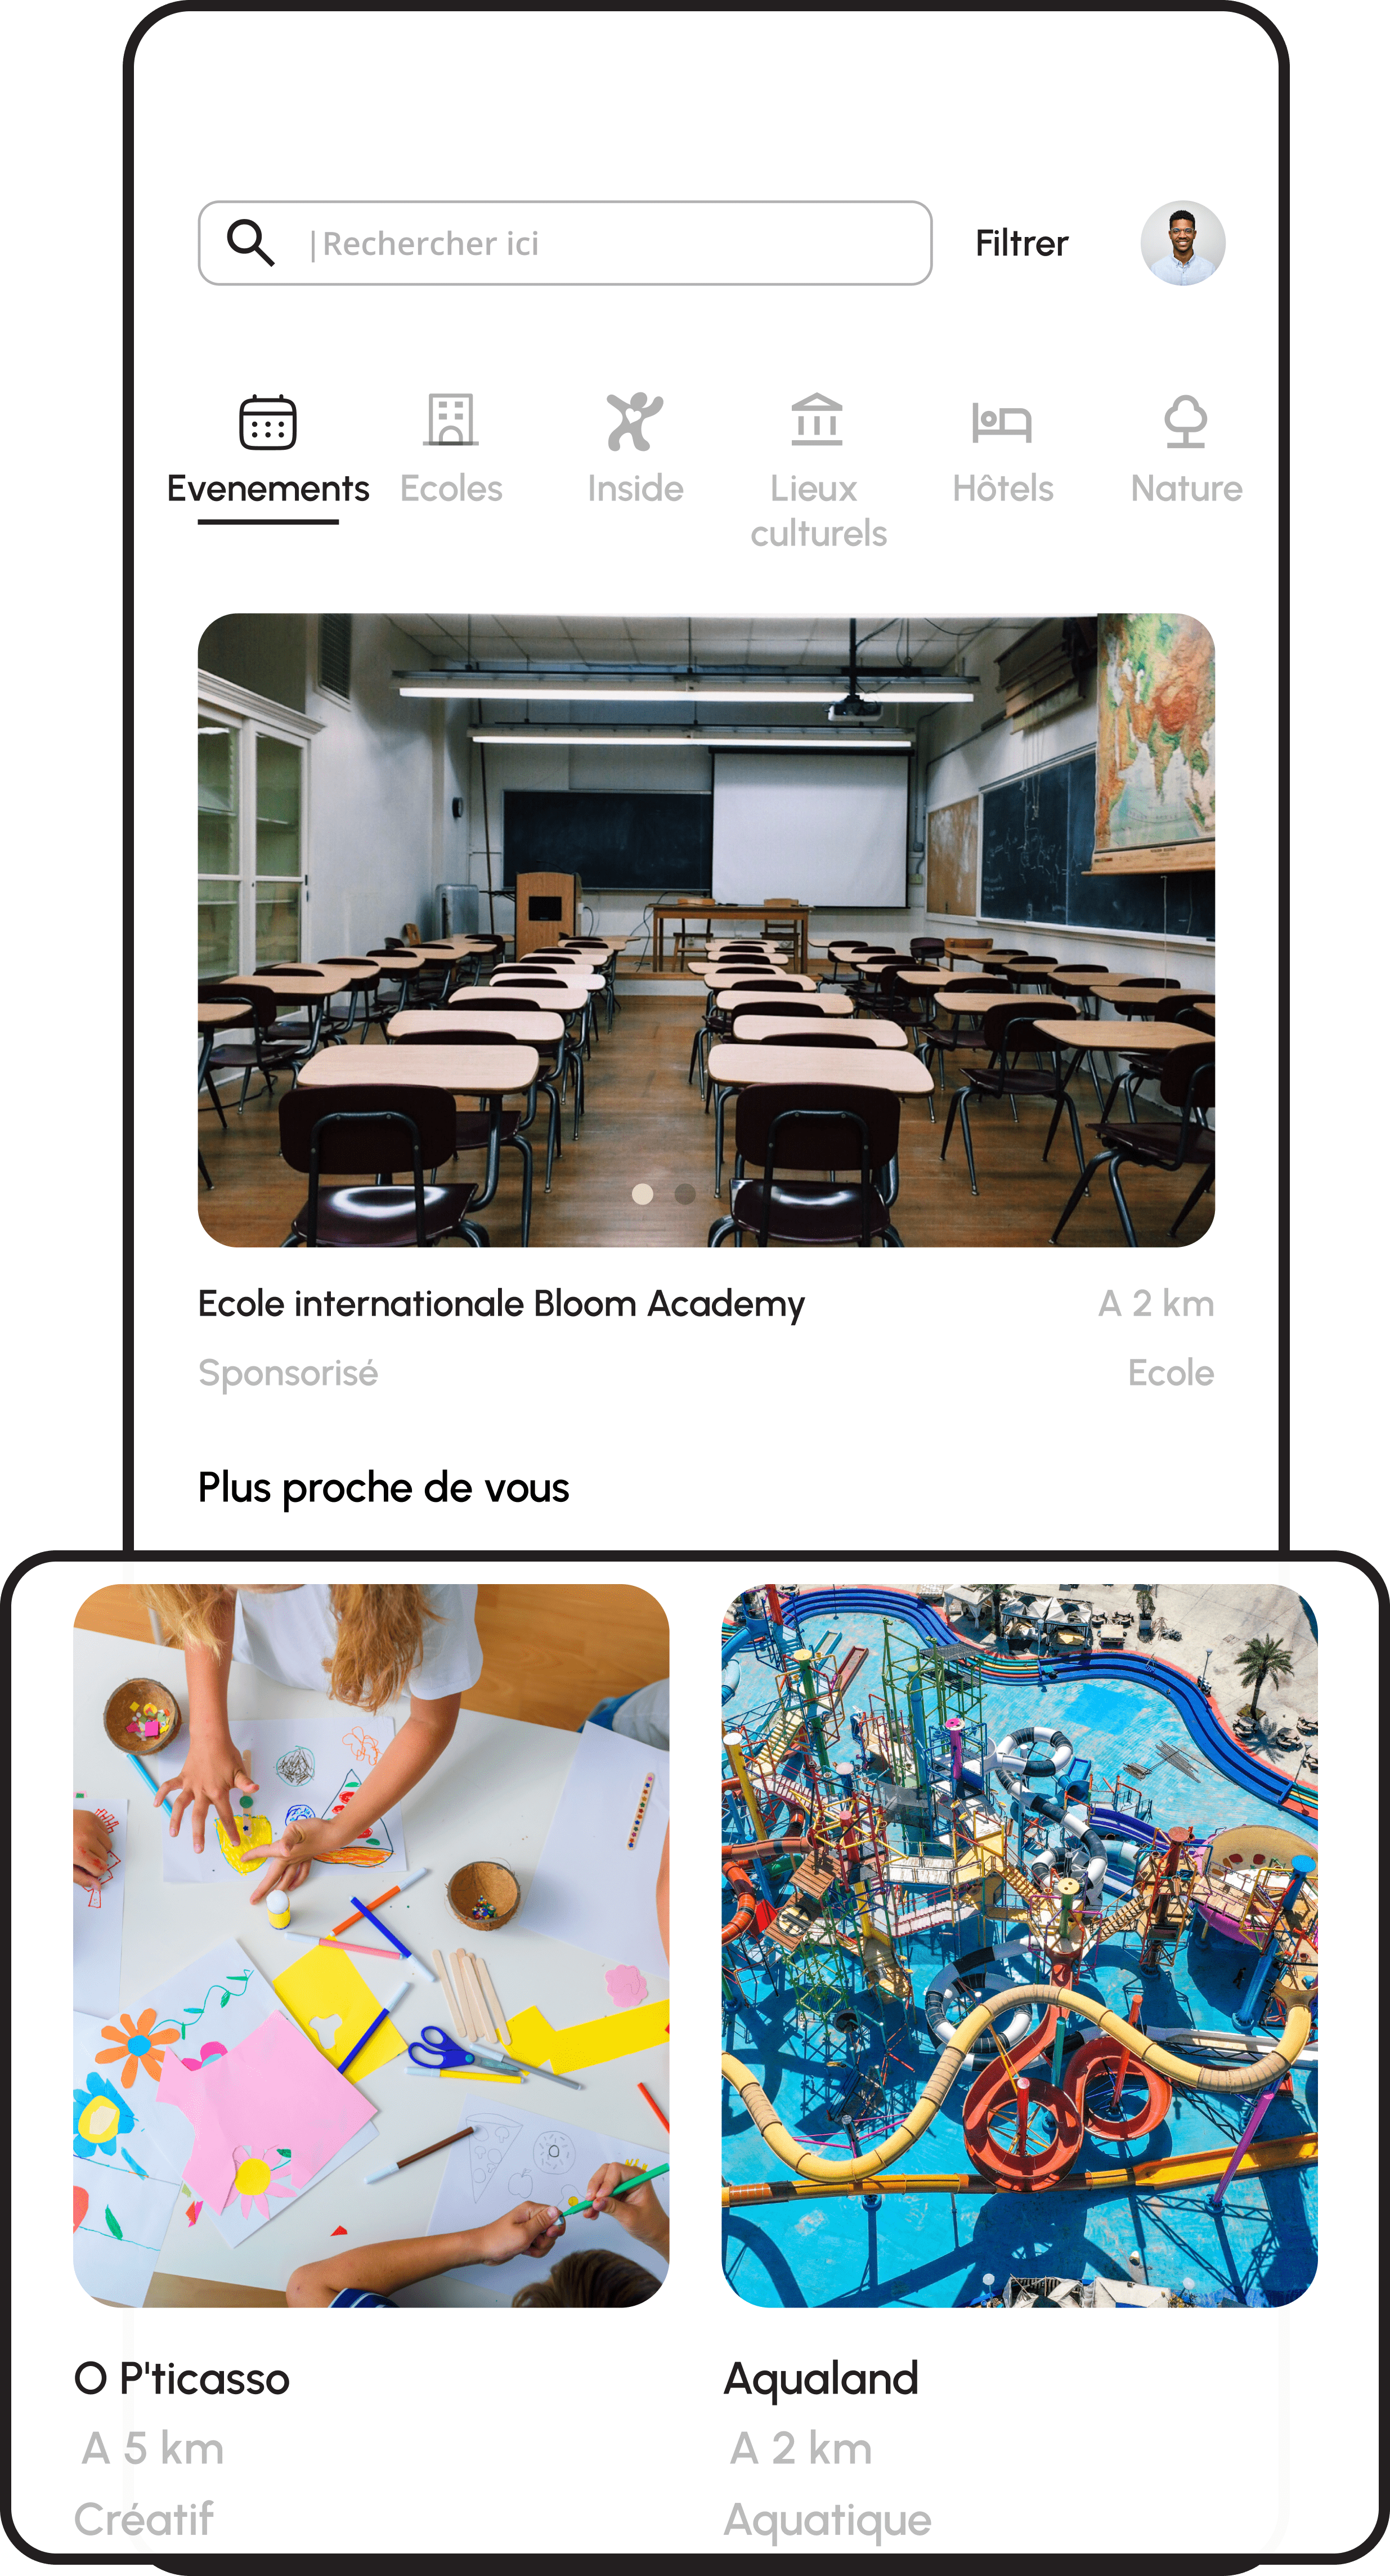 |Rechercher ici
Filtrer
Evenements
Ecoles
Inside
Lieux
culturels
Hôtels
Nature
Ecole internationale Bloom Academy
A 2 km
Sponsorisé
Ecole
Plus proche de vous
O P'ticasso
Aqualand
A 5 km
A 2 km
Créatif
Aquatique